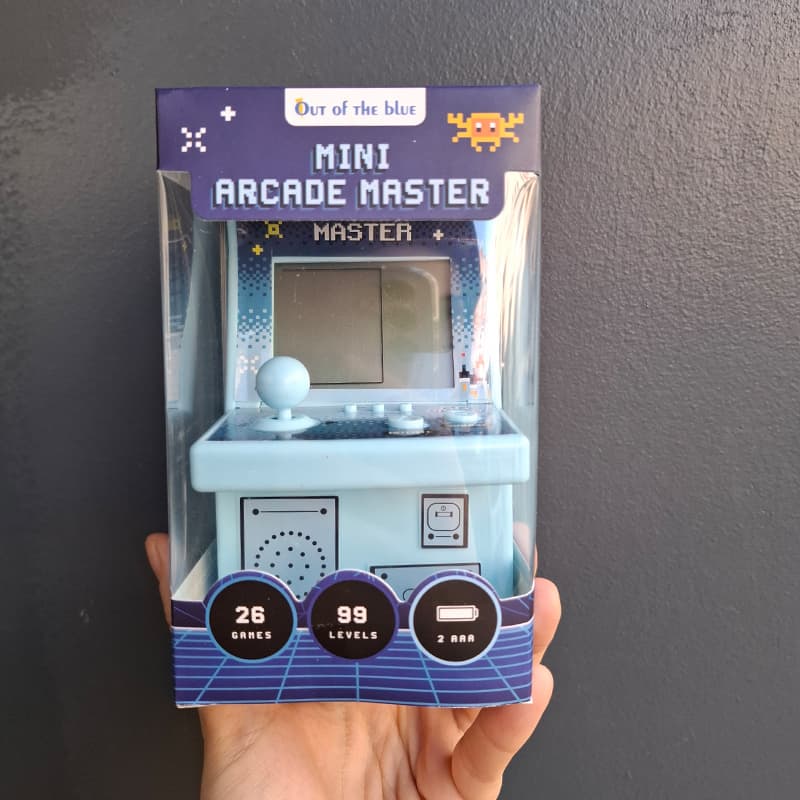 Out of the blue
MINI
ARCADE MASTER
MASTER
26
GAMES
99
LEVELS
2 AAA